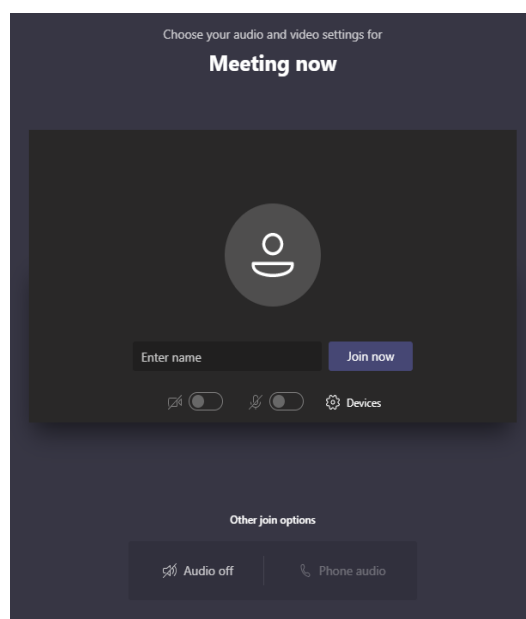 Choose your audio and video settings for
Meeting now
Enter name
Join now
Devices
Other join options
Audio off
Phone audio